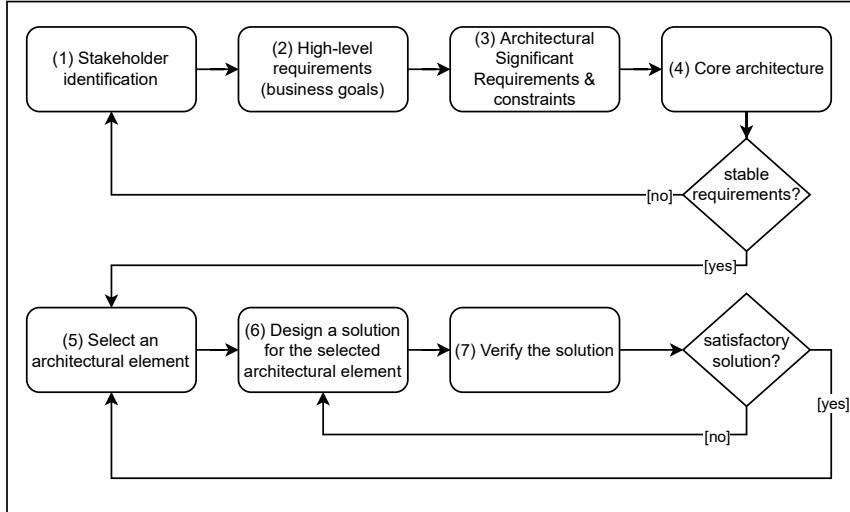 (1) Stakeholder
identification
(2) High-level
requirements
(business goals)
(3) Architectural
Significant
Requirements &
constraints
(4) Core architecture
stable
requirements?
[no]
[yes]
(5) Select an
architectural element
(6) Design a solution
for the selected
architectural element
(7) Verify the solution
satisfactory
solution?
[yes]
[no]